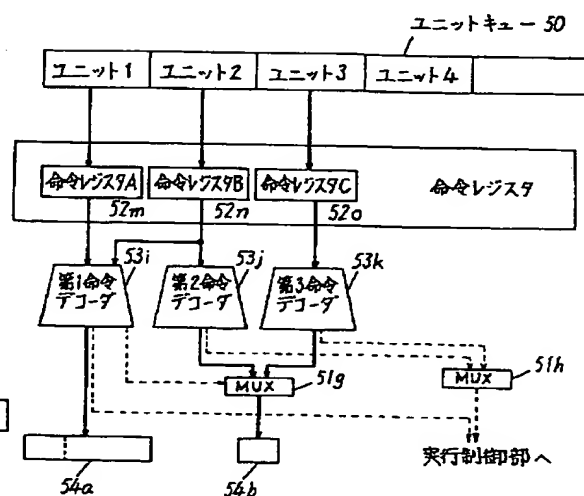 ユニットキュー 50
ユニット1 ユニット2 ユニット3 ユニット4
命令レジスタA 命令レジスタB 命令レジスタC 命令レジスタ
52m 52n 52o
53i 53j 53k
第1命令 第2命令 第3命令
デコーダ デコーダ デコーダ
MUX 51g MUX 51h
実行制御部へ
54a 54b